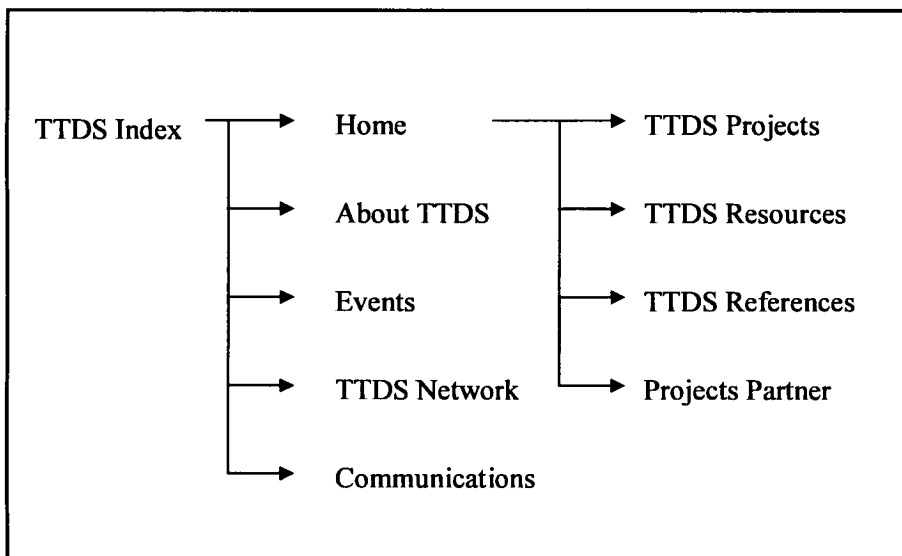 TTDS Index
Home
TTDS Projects
About TTDS
TTDS Resources
Events
TTDS References
TTDS Network
Projects Partner
Communications